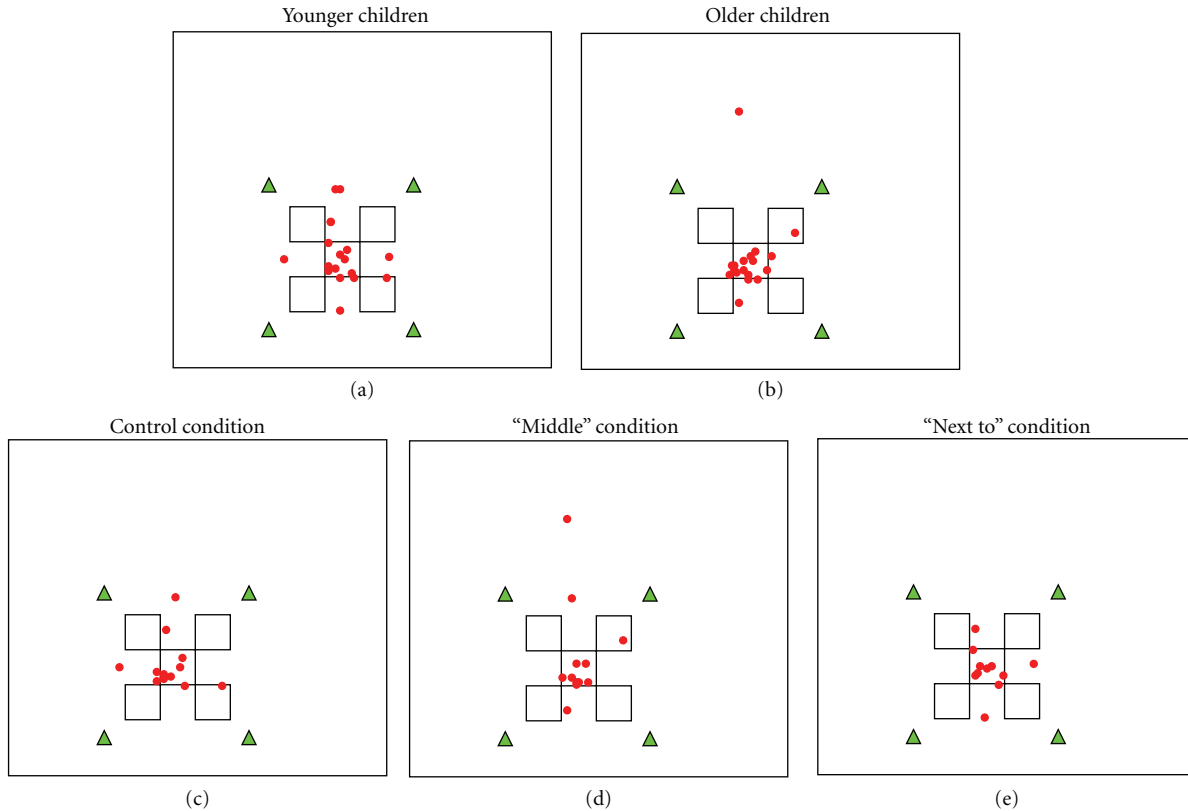 Younger children
Older children
(a)
(b)
Control condition
“Middle” condition
“Next to” condition
(c)
(d)
(e)